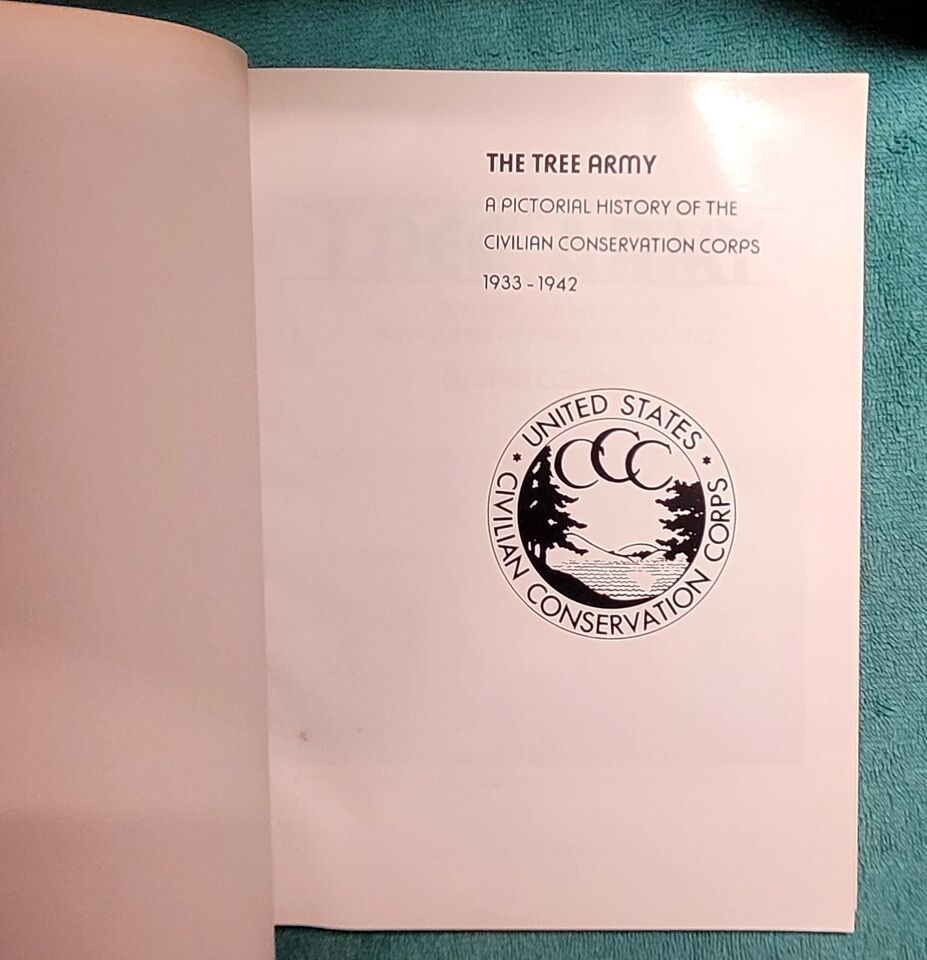 THE TREE ARMY
A PICTORIAL HISTORY OF THE
CIVILIAN CONSERVATION CORPS
1933-1942
UNITED STATES
CCC
CIVILIAN CONSERVATION CORPS